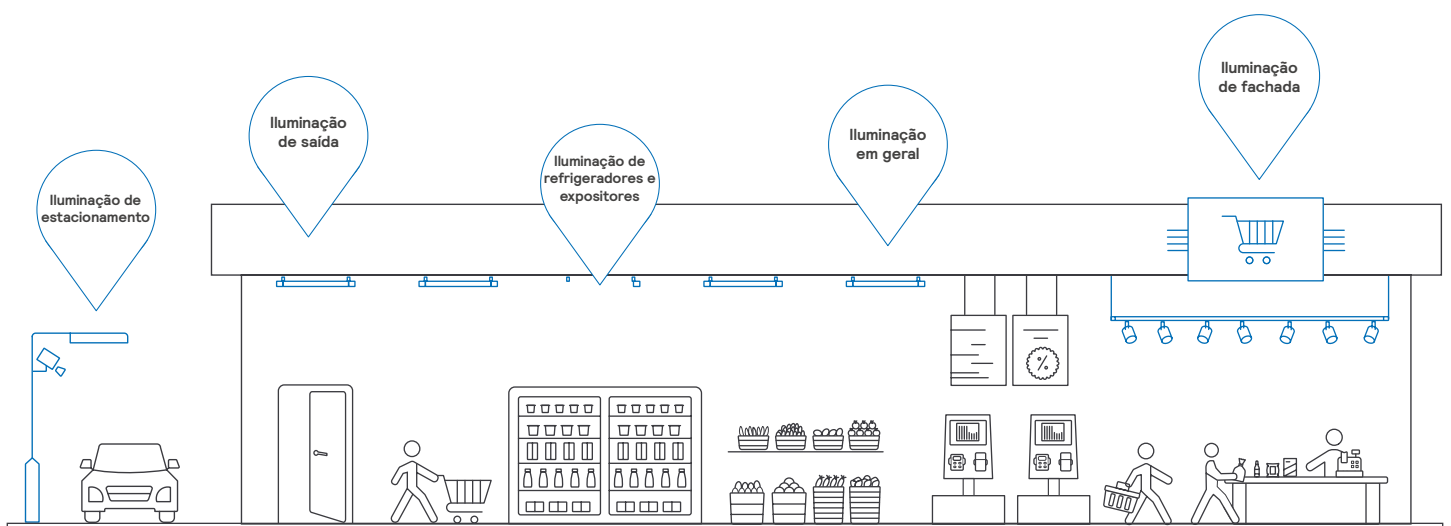 Iluminação de
estacionamento
Iluminação
de saída
Iluminação de
refrigeradores e
expositores
Iluminação
em geral
Iluminação
de fachada
%